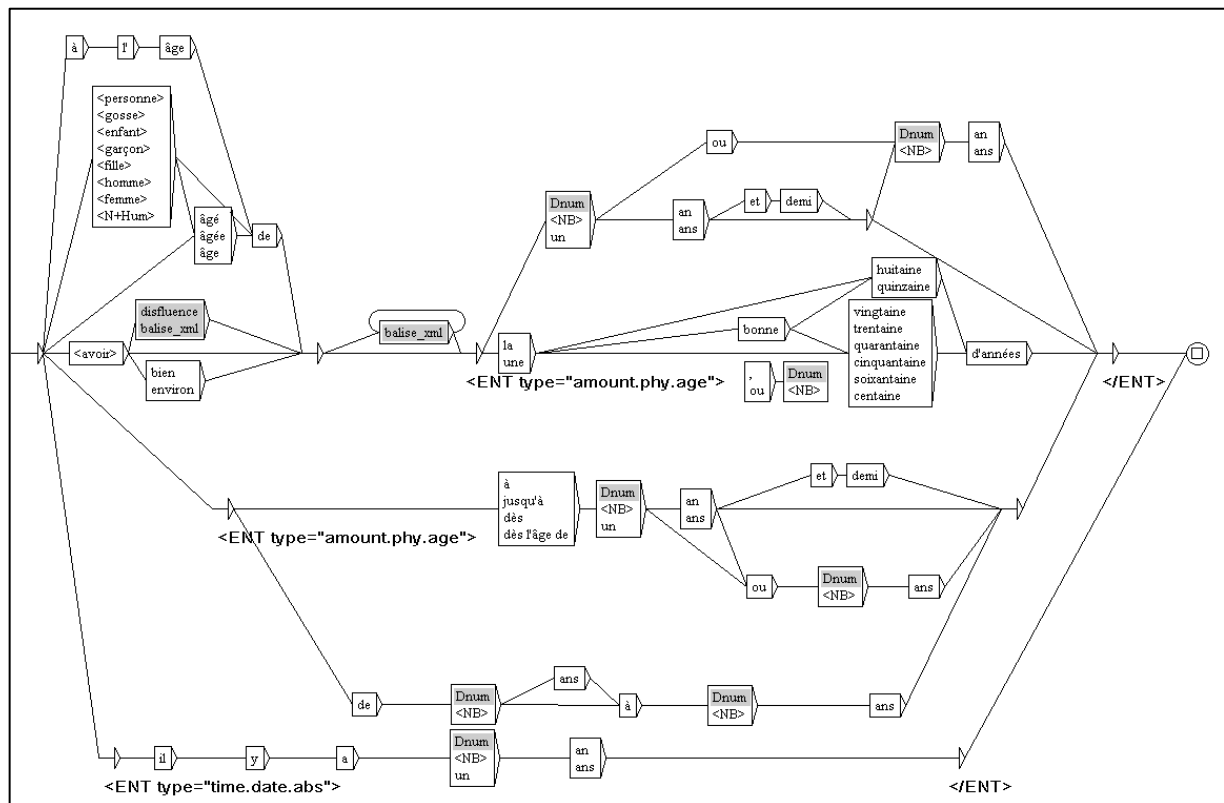 à l' âge
<personne>
<gosse>
<enfant>
<garçon>
<fille>
<homme>
<femme>
<N+Hum>
âgé
âgée
âge
de
<avoir>
disfluence
balise_xml
bien
environ
balise_xml
Dnum
<NB>
un
ou
Dnum
<NB>
an
ans
an
ans
et demi
la
une
<ENT type="amount.phy.age">
bonne
huitaine
quinzaine
vingtaine
trentaine
quarantaine
cinquantaine
soixantaine
centaine
,
ou
Dnum
<NB>
d'années
</ENT>
<ENT type="amount.phy.age">
à
jusqu'à
dès
dès l'âge de
Dnum
<NB>
un
an
ans
et demi
ou
Dnum
<NB>
ans
de
Dnum
<NB>
ans
à
Dnum
<NB>
ans
il y a
Dnum
<NB>
un
an
ans
<ENT type="time.date.abs">
</ENT>